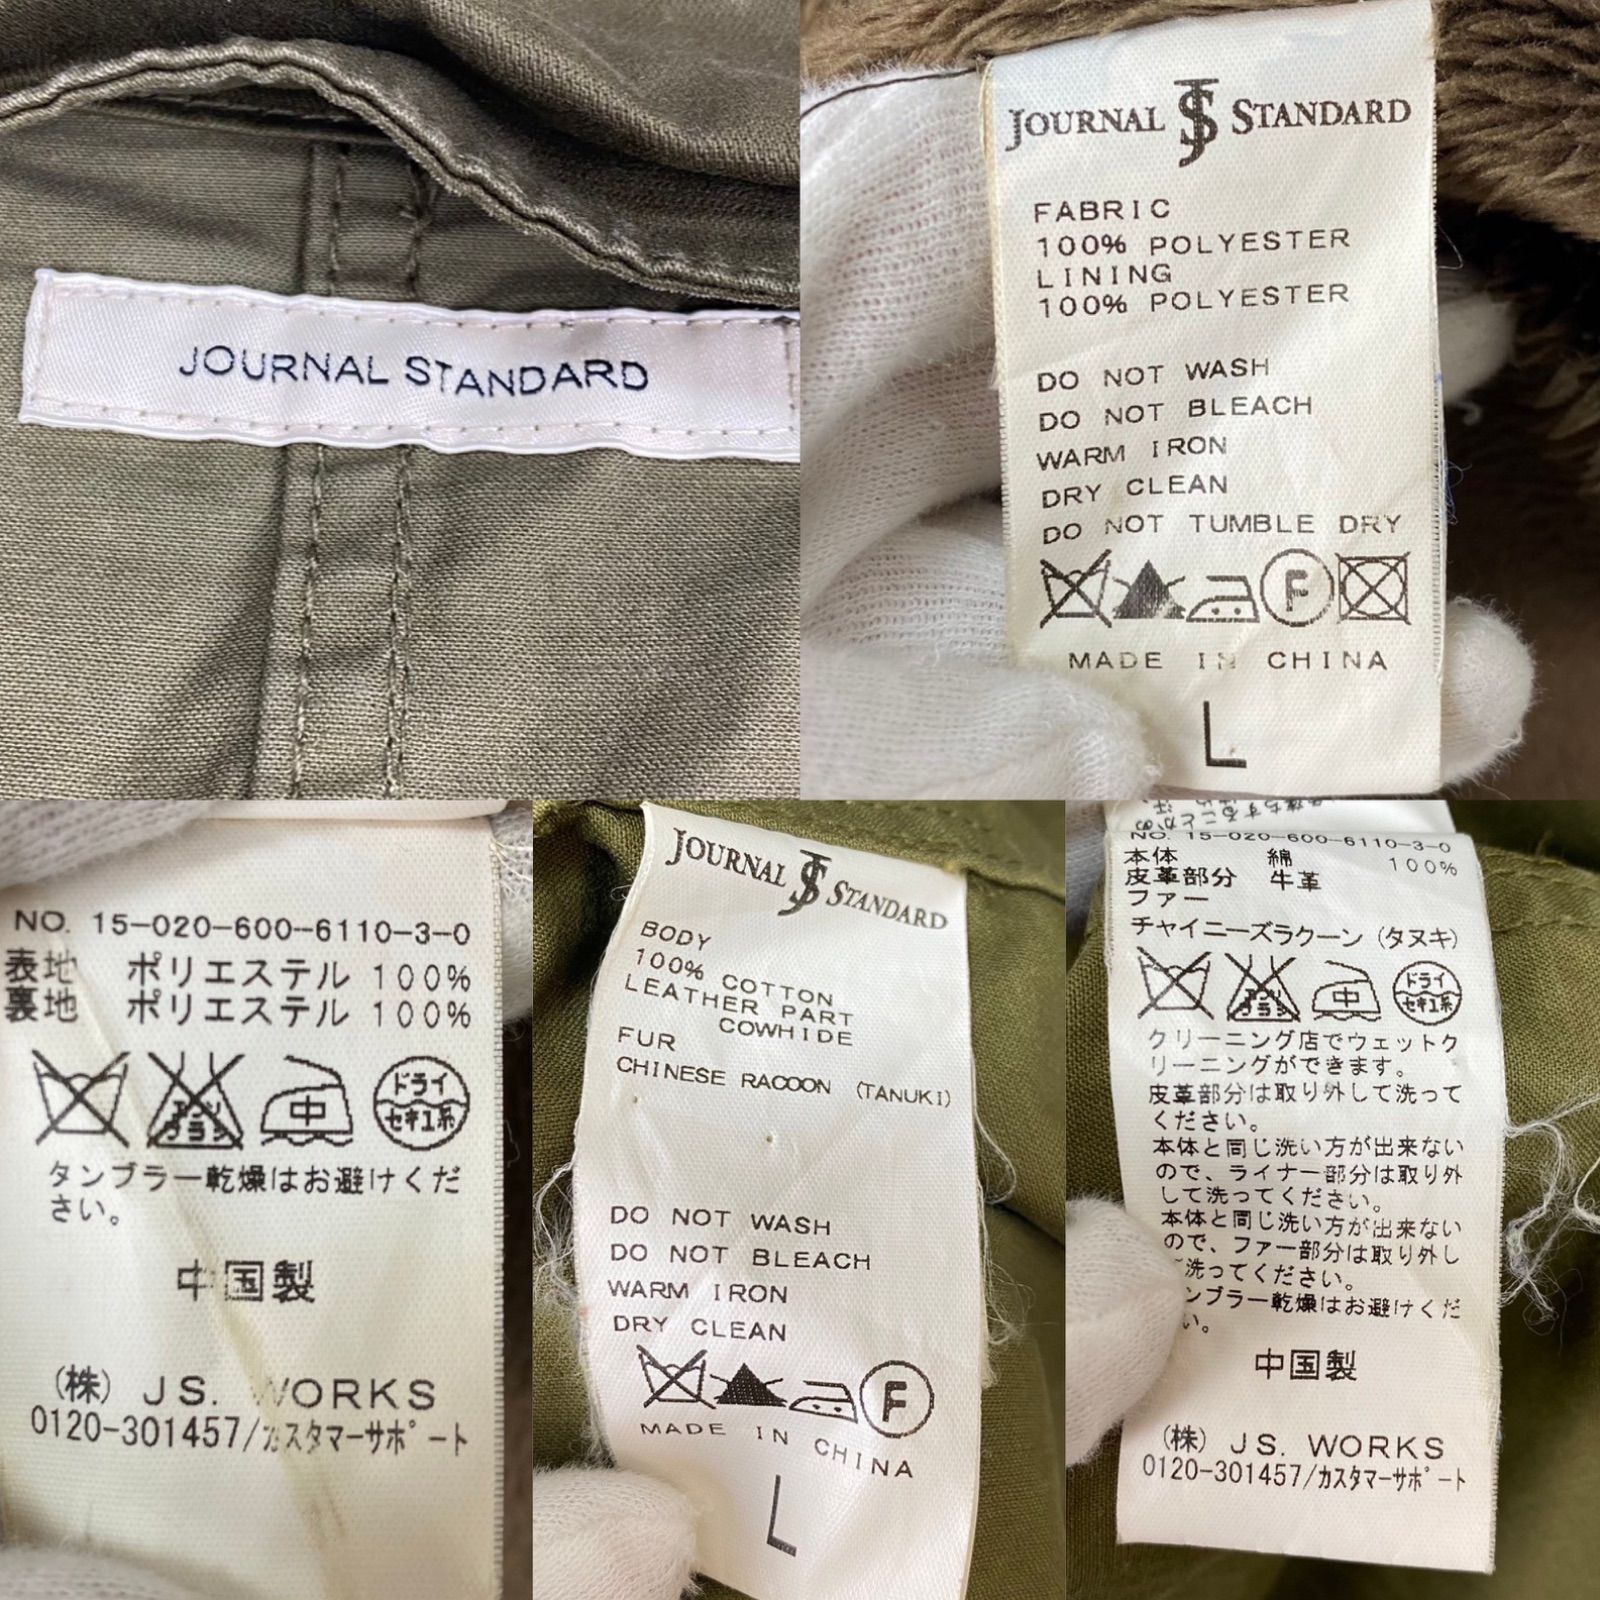 JOURNAL STANDARD
JOURNAL JS STANDARD
FABRIC
100% POLYESTER
LINING
100% POLYESTER
DO NOT WASH
DO NOT BLEACH
WARM IRON
DRY CLEAN
DO NOT TUMBLE DRY
F
MADE IN CHINA
L
NO. 15-020-600-6110-3-0
表地 ポリエステル 100%
裏地 ポリエステル 100%
エンソ サラシ 中 ドライ セキユ系
タンブラー乾燥はお避けくだ
さい。
中国製
(株) JS. WORKS
0120-301457/カスタマーサポート
JOURNAL JS STANDARD
BODY
100% COTTON
LEATHER PART
COWHIDE
FUR
CHINESE RACOON (TANUKI)
DO NOT WASH
DO NOT BLEACH
WARM IRON
DRY CLEAN
F
MADE IN CHINA
L
NO. 15-020-600-6110-3-0
本体 綿 100%
皮革部分 牛革
ファー
チャイニーズラクーン (タヌキ)
エンソ サラシ 中 ドライ セキユ系
クリーニング店でウェットク
リーニングができます。
皮革部分は取り外して洗って
ください。
本体と同じ洗い方が出来ない
ので、ライナー部分は取り外
して洗ってください。
本体と同じ洗い方が出来ない
ので、ファー部分は取り外し
洗ってください。
ンブラー乾燥はお避けくだ
い。
中国製
(株) JS. WORKS
0120-301457/カスタマーサポート